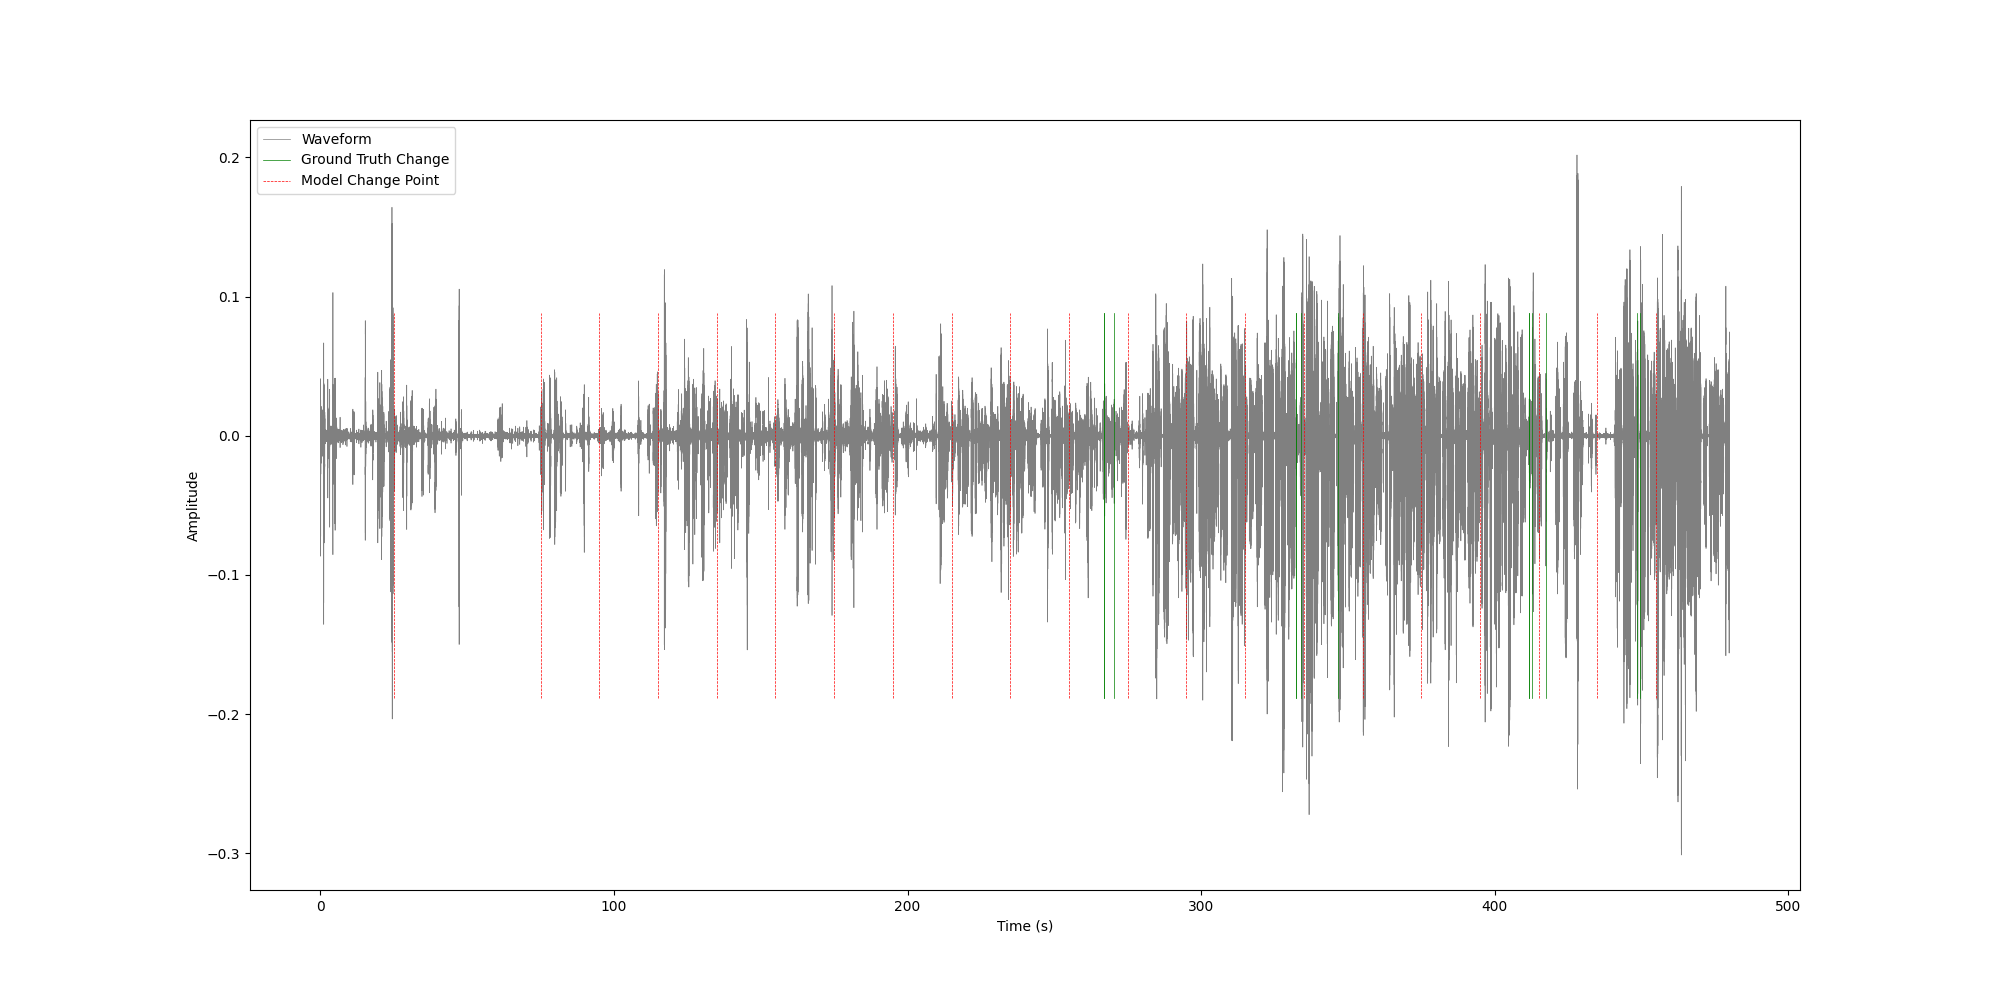 Waveform
Ground Truth Change
Model Change Point
0.2
0.1
0.0
−0.1
−0.2
−0.3
Amplitude
0 100 200 300 400 500
Time (s)